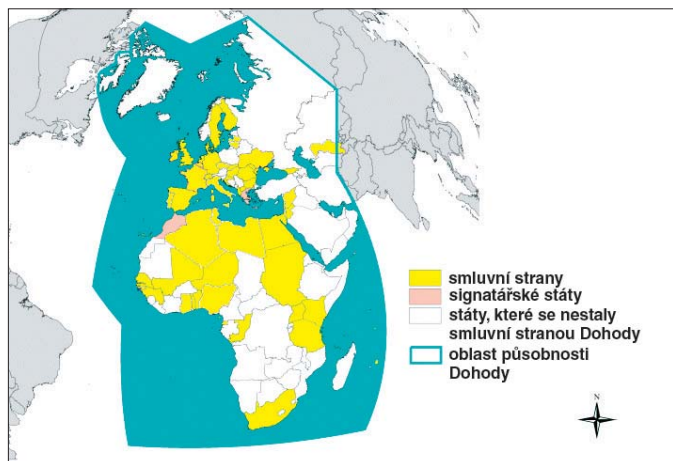 smluvní strany
signatářské státy
státy, které se nestaly
smluvní stranou Dohody
oblast působnosti
Dohody
N